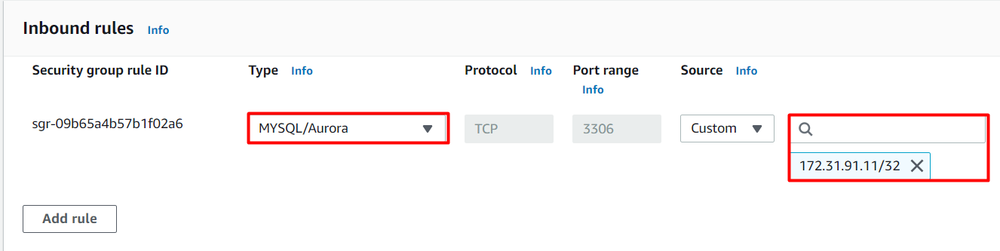 Inbound rules Info
Security group rule ID Type Info Protocol Info Port range Info Source Info
sgr-09b65a4b57b1f02a6 MYSQL/Aurora TCP 3306 Custom
172.31.91.11/32
Add rule